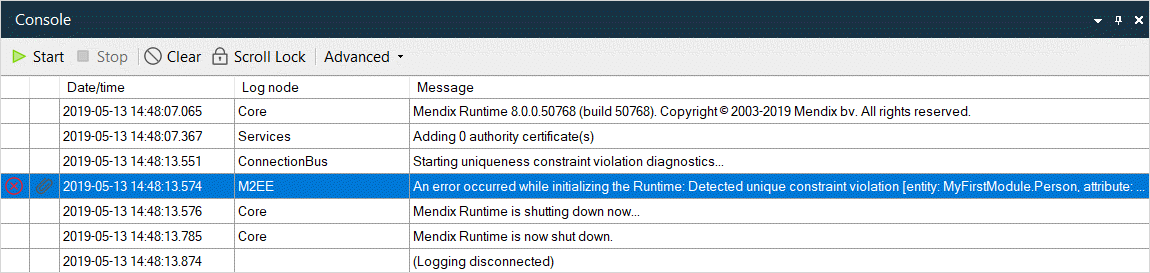 Console
Start Stop Clear Scroll Lock Advanced
Date/time Log node Message
2019-05-13 14:48:07.065 Core Mendix Runtime 8.0.0.50768 (build 50768). Copyright © 2003-2019 Mendix bv. All rights reserved.
2019-05-13 14:48:07.367 Services Adding 0 authority certificate(s)
2019-05-13 14:48:13.551 ConnectionBus Starting uniqueness constraint violation diagnostics...
2019-05-13 14:48:13.574 M2EE An error occurred while initializing the Runtime: Detected unique constraint violation [entity: MyFirstModule.Person, attribute: ...
2019-05-13 14:48:13.576 Core Mendix Runtime is shutting down now...
2019-05-13 14:48:13.785 Core Mendix Runtime is now shut down.
2019-05-13 14:48:13.874 (Logging disconnected)